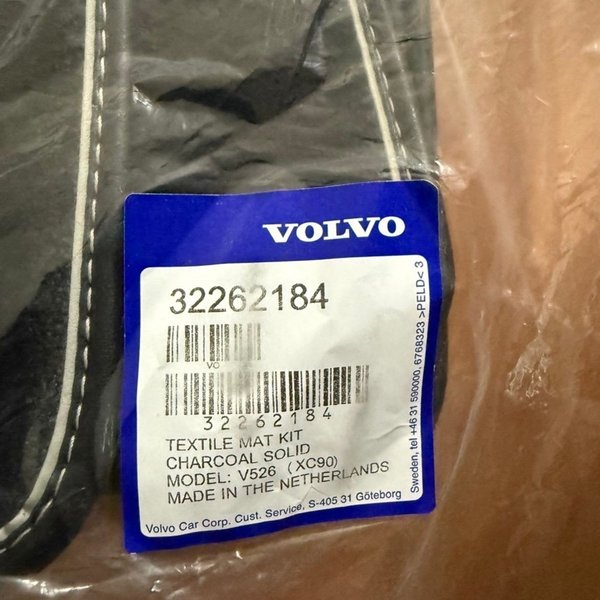 VOLVO
32262184
VO
32262184
TEXTILE MAT KIT
CHARCOAL SOLID
MODEL: V526 (XC90)
MADE IN THE NETHERLANDS
Volvo Car Corp. Cust. Service, S-405 31 Göteborg
Sweden, tel +46 31 590000, 6768323 >PELD< 3